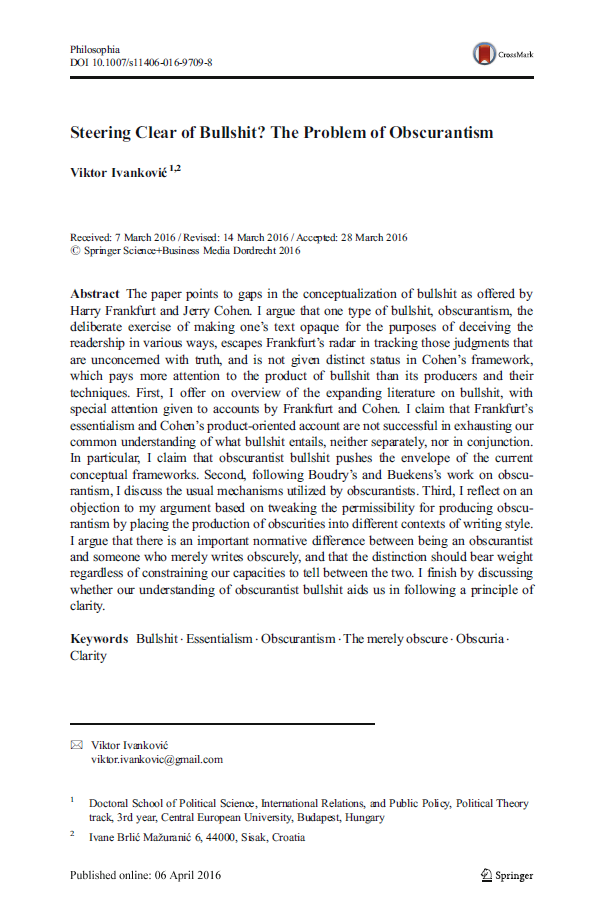 Philosophia
DOI 10.1007/s11406-016-9709-8
CrossMark
Steering Clear of Bullshit? The Problem of Obscurantism
Viktor Ivanković 1,2
Received: 7 March 2016 / Revised: 14 March 2016 / Accepted: 28 March 2016
© Springer Science+Business Media Dordrecht 2016
Abstract The paper points to gaps in the conceptualization of bullshit as offered by
Harry Frankfurt and Jerry Cohen. I argue that one type of bullshit, obscurantism, the
deliberate exercise of making one's text opaque for the purposes of deceiving the
readership in various ways, escapes Frankfurt's radar in tracking those judgments that
are unconcerned with truth, and is not given distinct status in Cohen's framework,
which pays more attention to the product of bullshit than its producers and their
techniques. First, I offer on overview of the expanding literature on bullshit, with
special attention given to accounts by Frankfurt and Cohen. I claim that Frankfurt's
essentialism and Cohen's product-oriented account are not successful in exhausting our
common understanding of what bullshit entails, neither separately, nor in conjunction.
In particular, I claim that obscurantist bullshit pushes the envelope of the current
conceptual frameworks. Second, following Boudry's and Buekens's work on obscu-
rantism, I discuss the usual mechanisms utilized by obscurantists. Third, I reflect on an
objection to my argument based on tweaking the permissibility for producing obscu-
rantism by placing the production of obscurities into different contexts of writing style.
I argue that there is an important normative difference between being an obscurantist
and someone who merely writes obscurely, and that the distinction should bear weight
regardless of constraining our capacities to tell between the two. I finish by discussing
whether our understanding of obscurantist bullshit aids us in following a principle of
clarity.
Keywords Bullshit · Essentialism · Obscurantism · The merely obscure · Obscuria ·
Clarity
Viktor Ivanković
viktor.ivankovic@gmail.com
1 Doctoral School of Political Science, International Relations, and Public Policy, Political Theory
track, 3rd year, Central European University, Budapest, Hungary
2 Ivane Brlić Mažuranić 6, 44000, Sisak, Croatia
Published online: 06 April 2016
Springer